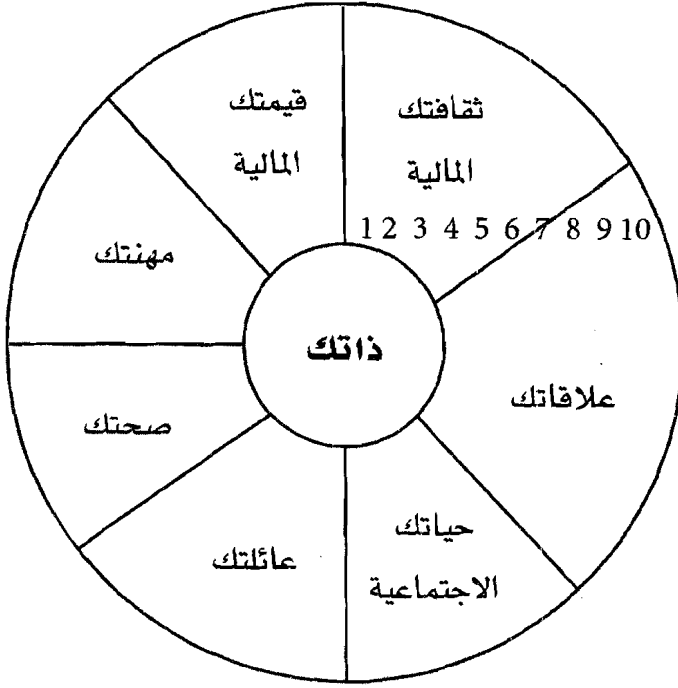 قيمتك
المالية
ثقافتك
المالية
1 2 3 4 5 6 7 8 9 10
مهنتك
ذاتك
علاقاتك
صحتك
حياتك
الاجتماعية
عائلتك